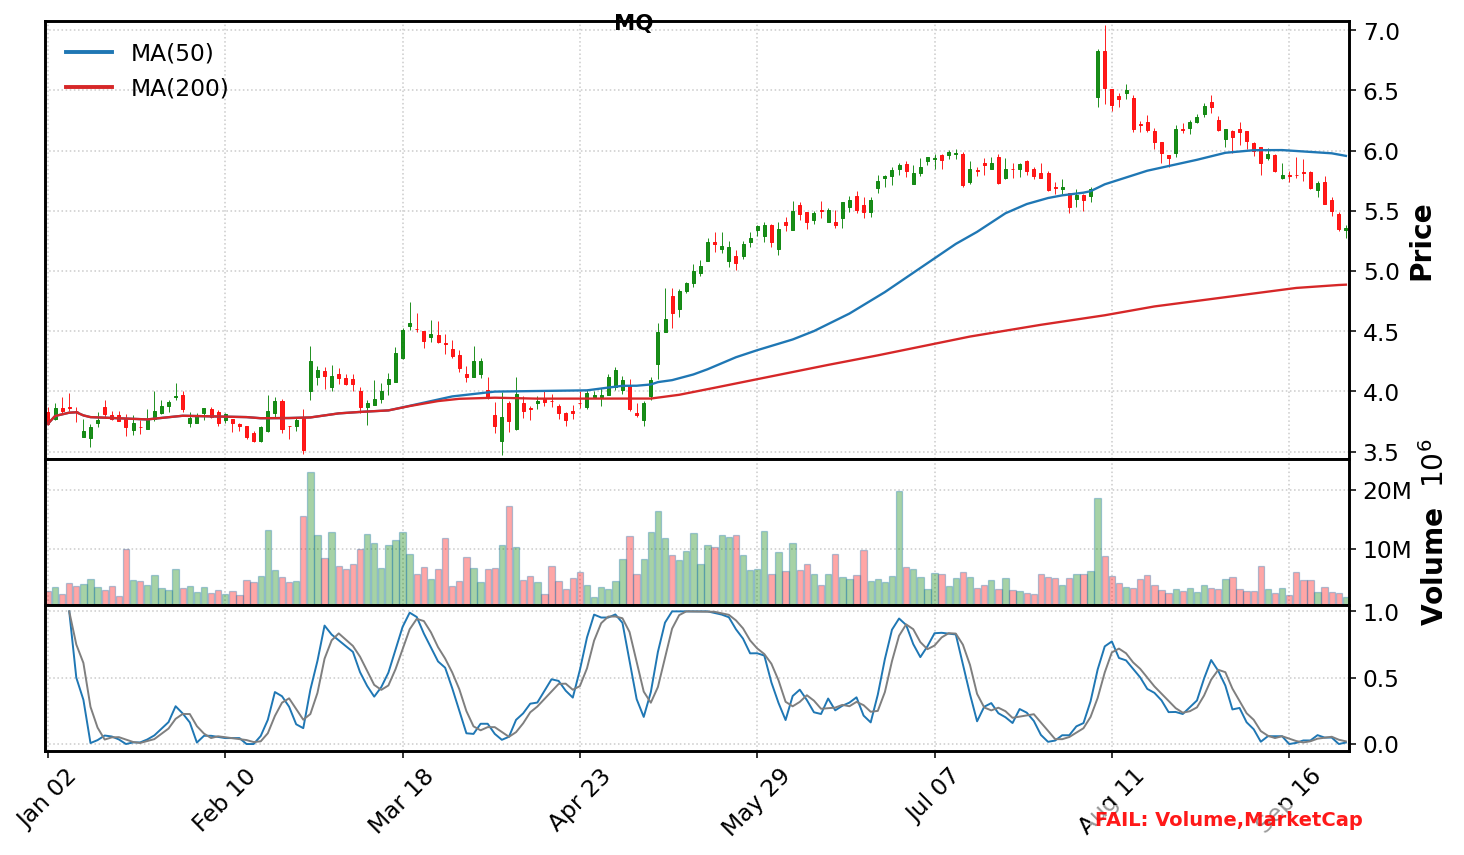 MQ
MA(50)
MA(200)
7.0
6.5
6.0
5.5
5.0
4.5
4.0
3.5
Price
20M
10M
Volume 10^6
1.0
0.5
0.0
Jan 02
Feb 10
Mar 18
Apr 23
May 29
Jul 07
Aug 11
Sep 16
FAIL: Volume,MarketCap